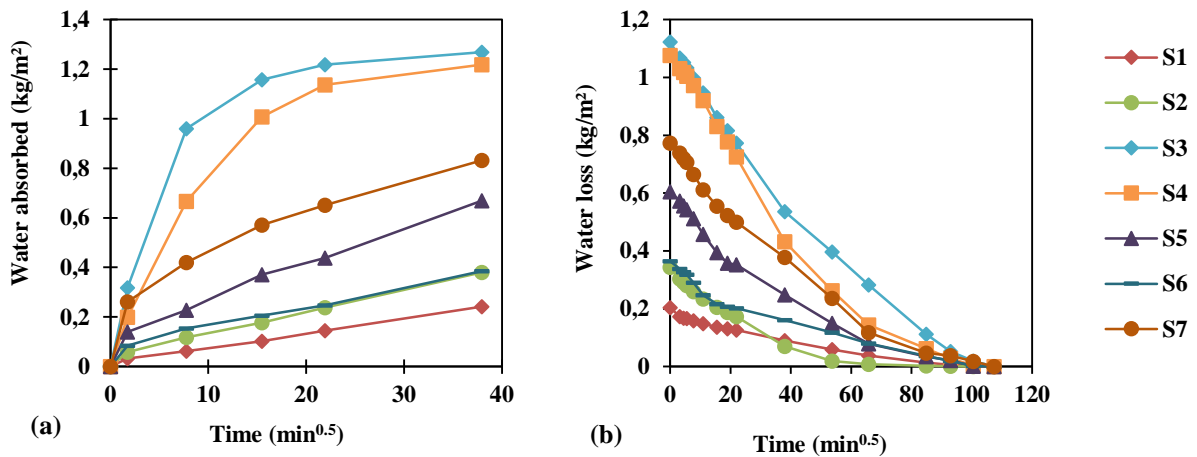 Water absorbed (kg/m²)
1,4
1.2
1
0.8
0.6
0.4
0.2
0
0 10 20 30 40
Time (min^0.5)
(a)
Water loss (kg/m²)
1,2
1
0,8
0,6
0,4
0,2
0
0 20 40 60 80 100 120
Time (min^0.5)
(b)
S1
S2
S3
S4
S5
S6
S7